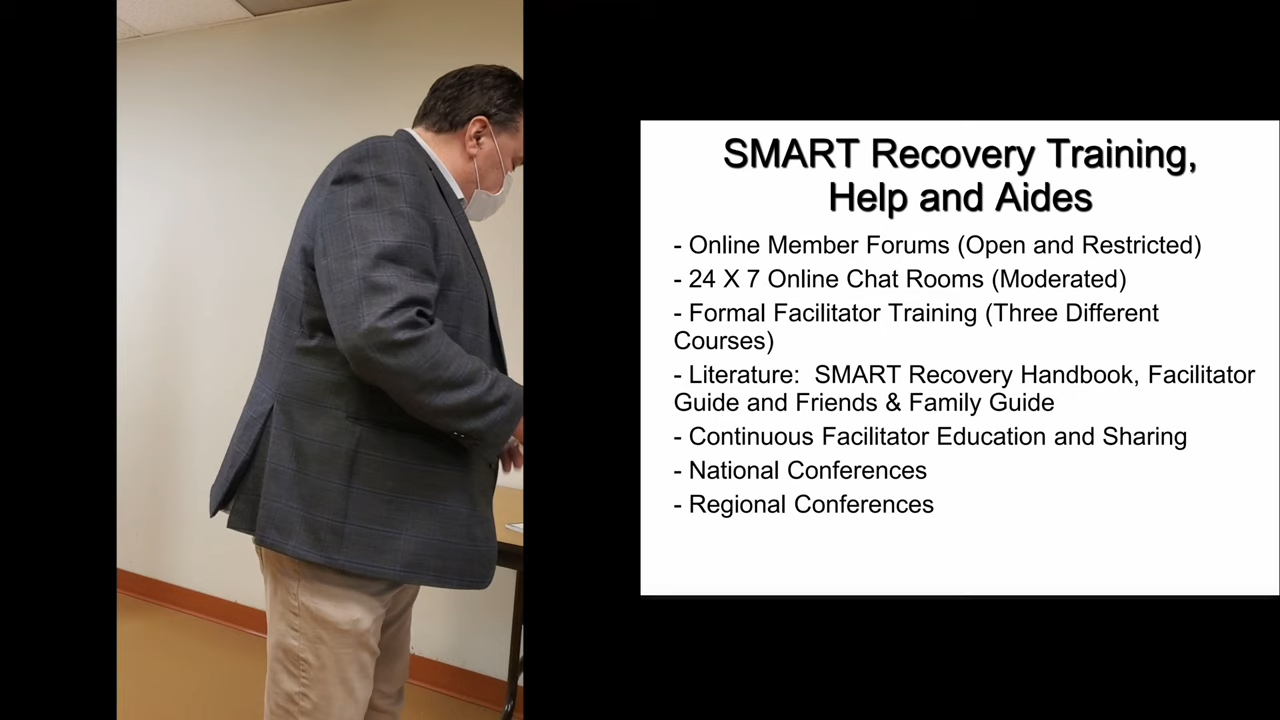 SMART Recovery Training,
Help and Aides
- Online Member Forums (Open and Restricted)
- 24 X 7 Online Chat Rooms (Moderated)
- Formal Facilitator Training (Three Different
Courses)
- Literature:  SMART Recovery Handbook, Facilitator
Guide and Friends & Family Guide
- Continuous Facilitator Education and Sharing
- National Conferences
- Regional Conferences